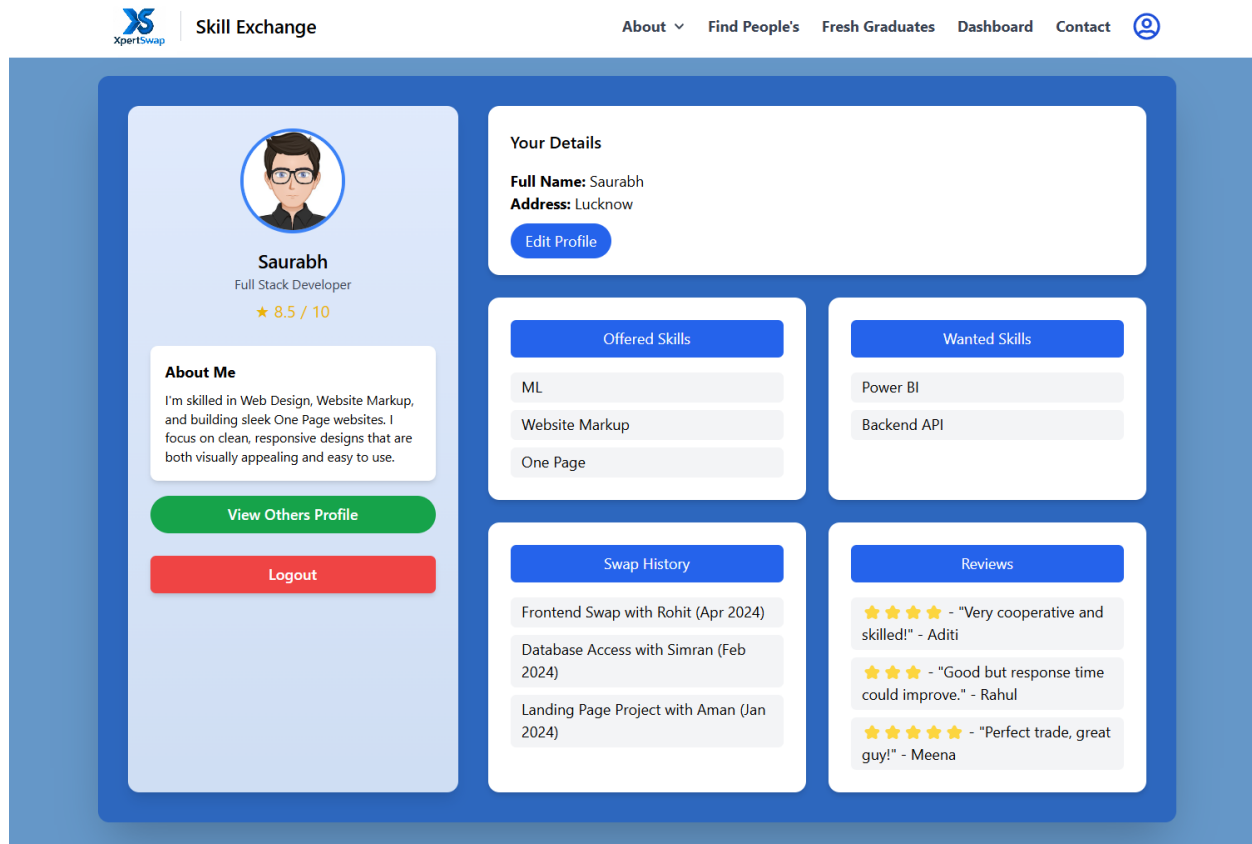 XpertSwap
Skill Exchange
About
Find People's
Fresh Graduates
Dashboard
Contact
Saurabh
Full Stack Developer
★ 8.5 / 10
About Me
I'm skilled in Web Design, Website Markup,
and building sleek One Page websites. I
focus on clean, responsive designs that are
both visually appealing and easy to use.
View Others Profile
Logout
Your Details
Full Name: Saurabh
Address: Lucknow
Edit Profile
Offered Skills
ML
Website Markup
One Page
Wanted Skills
Power BI
Backend API
Swap History
Frontend Swap with Rohit (Apr 2024)
Database Access with Simran (Feb
2024)
Landing Page Project with Aman (Jan
2024)
Reviews
⭐⭐⭐⭐ - "Very cooperative and
skilled!" - Aditi
⭐⭐⭐ - "Good but response time
could improve." - Rahul
⭐⭐⭐⭐⭐ - "Perfect trade, great
guy!" - Meena